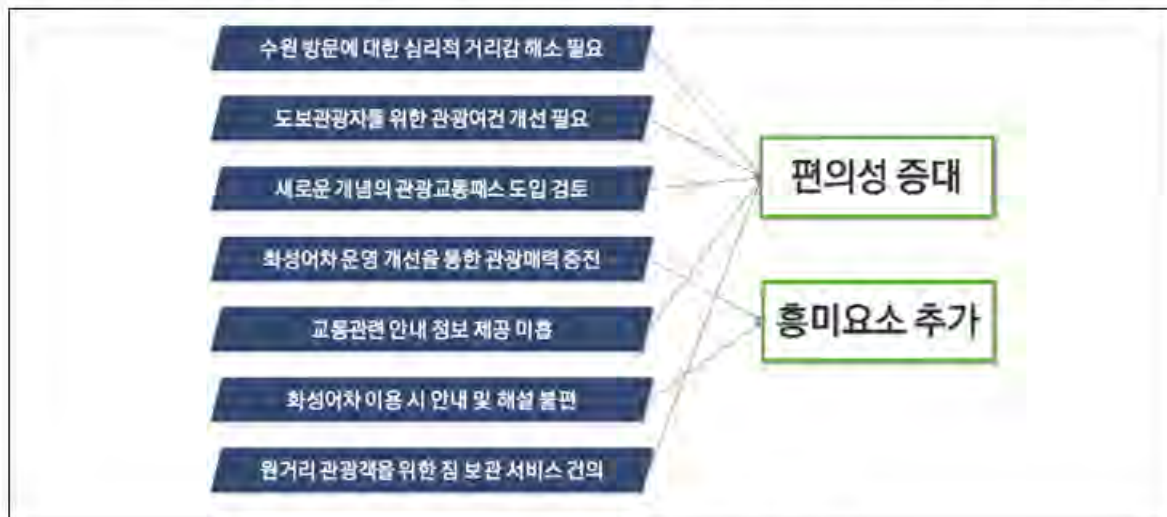 수원 방문에 대한 심리적 거리감 해소 필요
도보관광자를 위한 관광여건 개선 필요
새로운 개념의 관광교통패스 도입 검토
화성어차 운영 개선을 통한 관광매력 증진
교통관련 안내 정보 제공 미흡
화성어차 이용 시 안내 및 해설 불편
원거리 관광객을 위한 짐 보관 서비스 건의
편의성 증대
흥미요소 추가